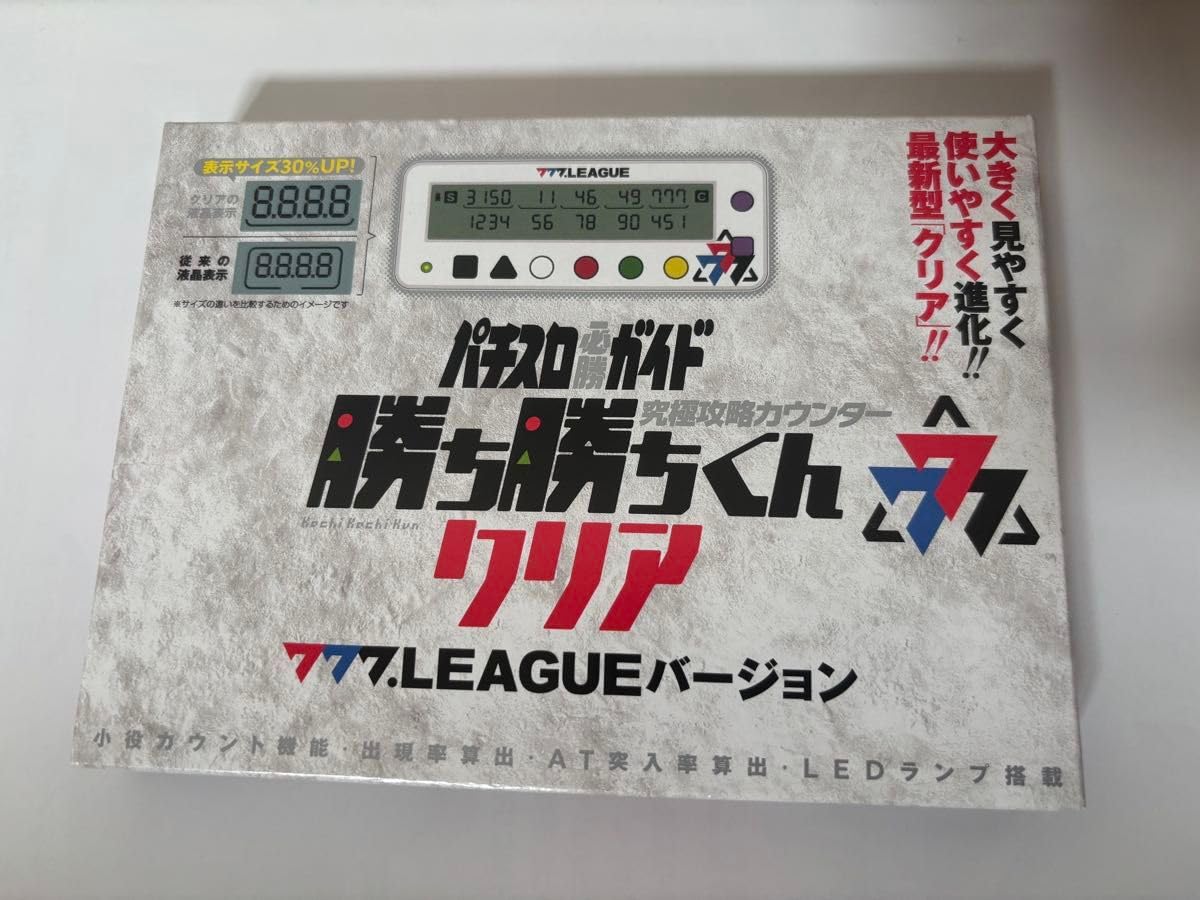 表示サイズ30%UP!
クリアの
液晶表示
8.8.8.8
従来の
液晶表示
8.8.8.8
※サイズの違いを比較するためのイメージです
777.LEAGUE
S 3150 11 46 49 777 C
1234 56 78 90 451
大きく見やすく
使いやすく進化!!
最新型「クリア」!!
パチスロ必勝ガイド
究極攻略カウンター
勝ち勝ちくん
Kachi Kachi Kun
クリア
777
777.LEAGUEバージョン
小役カウント機能・出現率算出・AT突入率算出・LEDランプ搭載